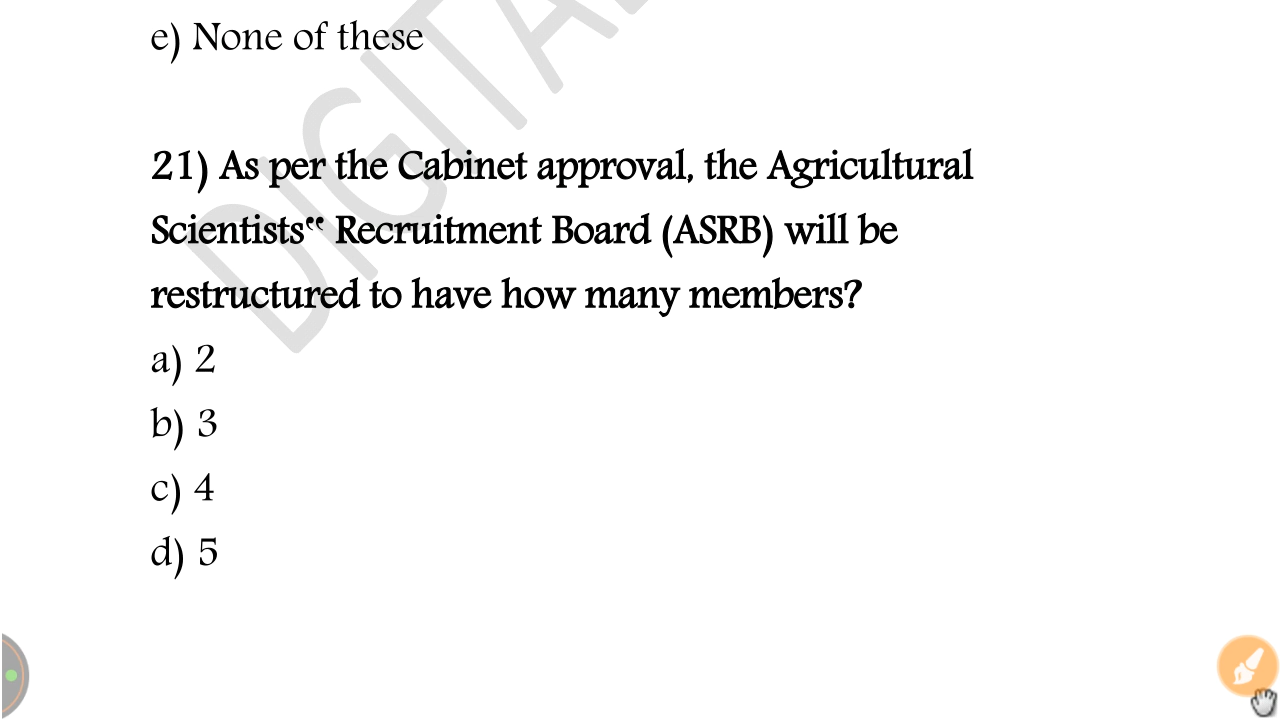 e) None of these
DIGITAL
21) As per the Cabinet approval, the Agricultural
Scientists‟ Recruitment Board (ASRB) will be
restructured to have how many members?
a) 2
b) 3
c) 4
d) 5